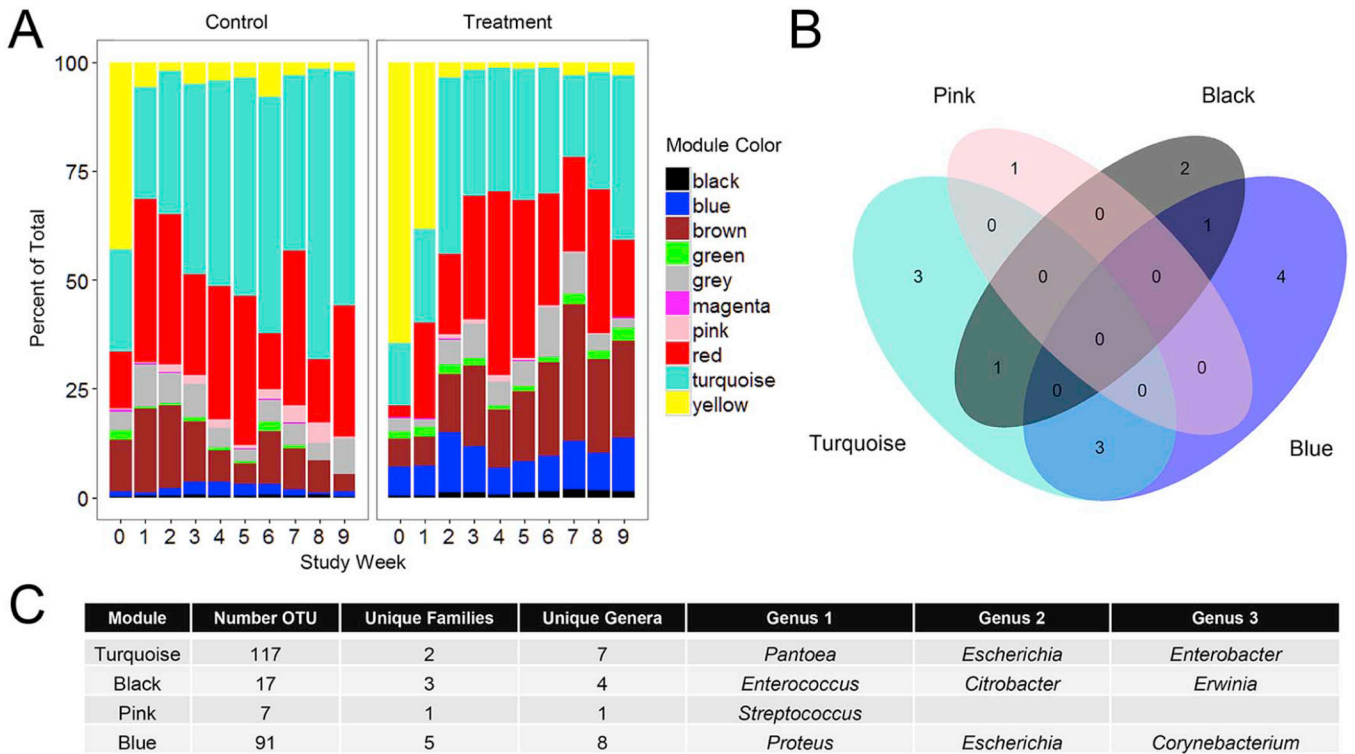 A
Control
Treatment
B
100
75
50
25
0
Percent of Total
0 1 2 3 4 5 6 7 8 9
0 1 2 3 4 5 6 7 8 9
Study Week
Module Color
black
blue
brown
green
grey
magenta
pink
red
turquoise
yellow
Pink
Black
1
2
0
0
1
3
0
0
4
0
1
0
0
0
3
Turquoise
Blue
C
Module Number OTU Unique Families Unique Genera Genus 1 Genus 2 Genus 3
Turquoise 117 2 7 Pantoea Escherichia Enterobacter
Black 17 3 4 Enterococcus Citrobacter Erwinia
Pink 7 1 1 Streptococcus
Blue 91 5 8 Proteus Escherichia Corynebacterium